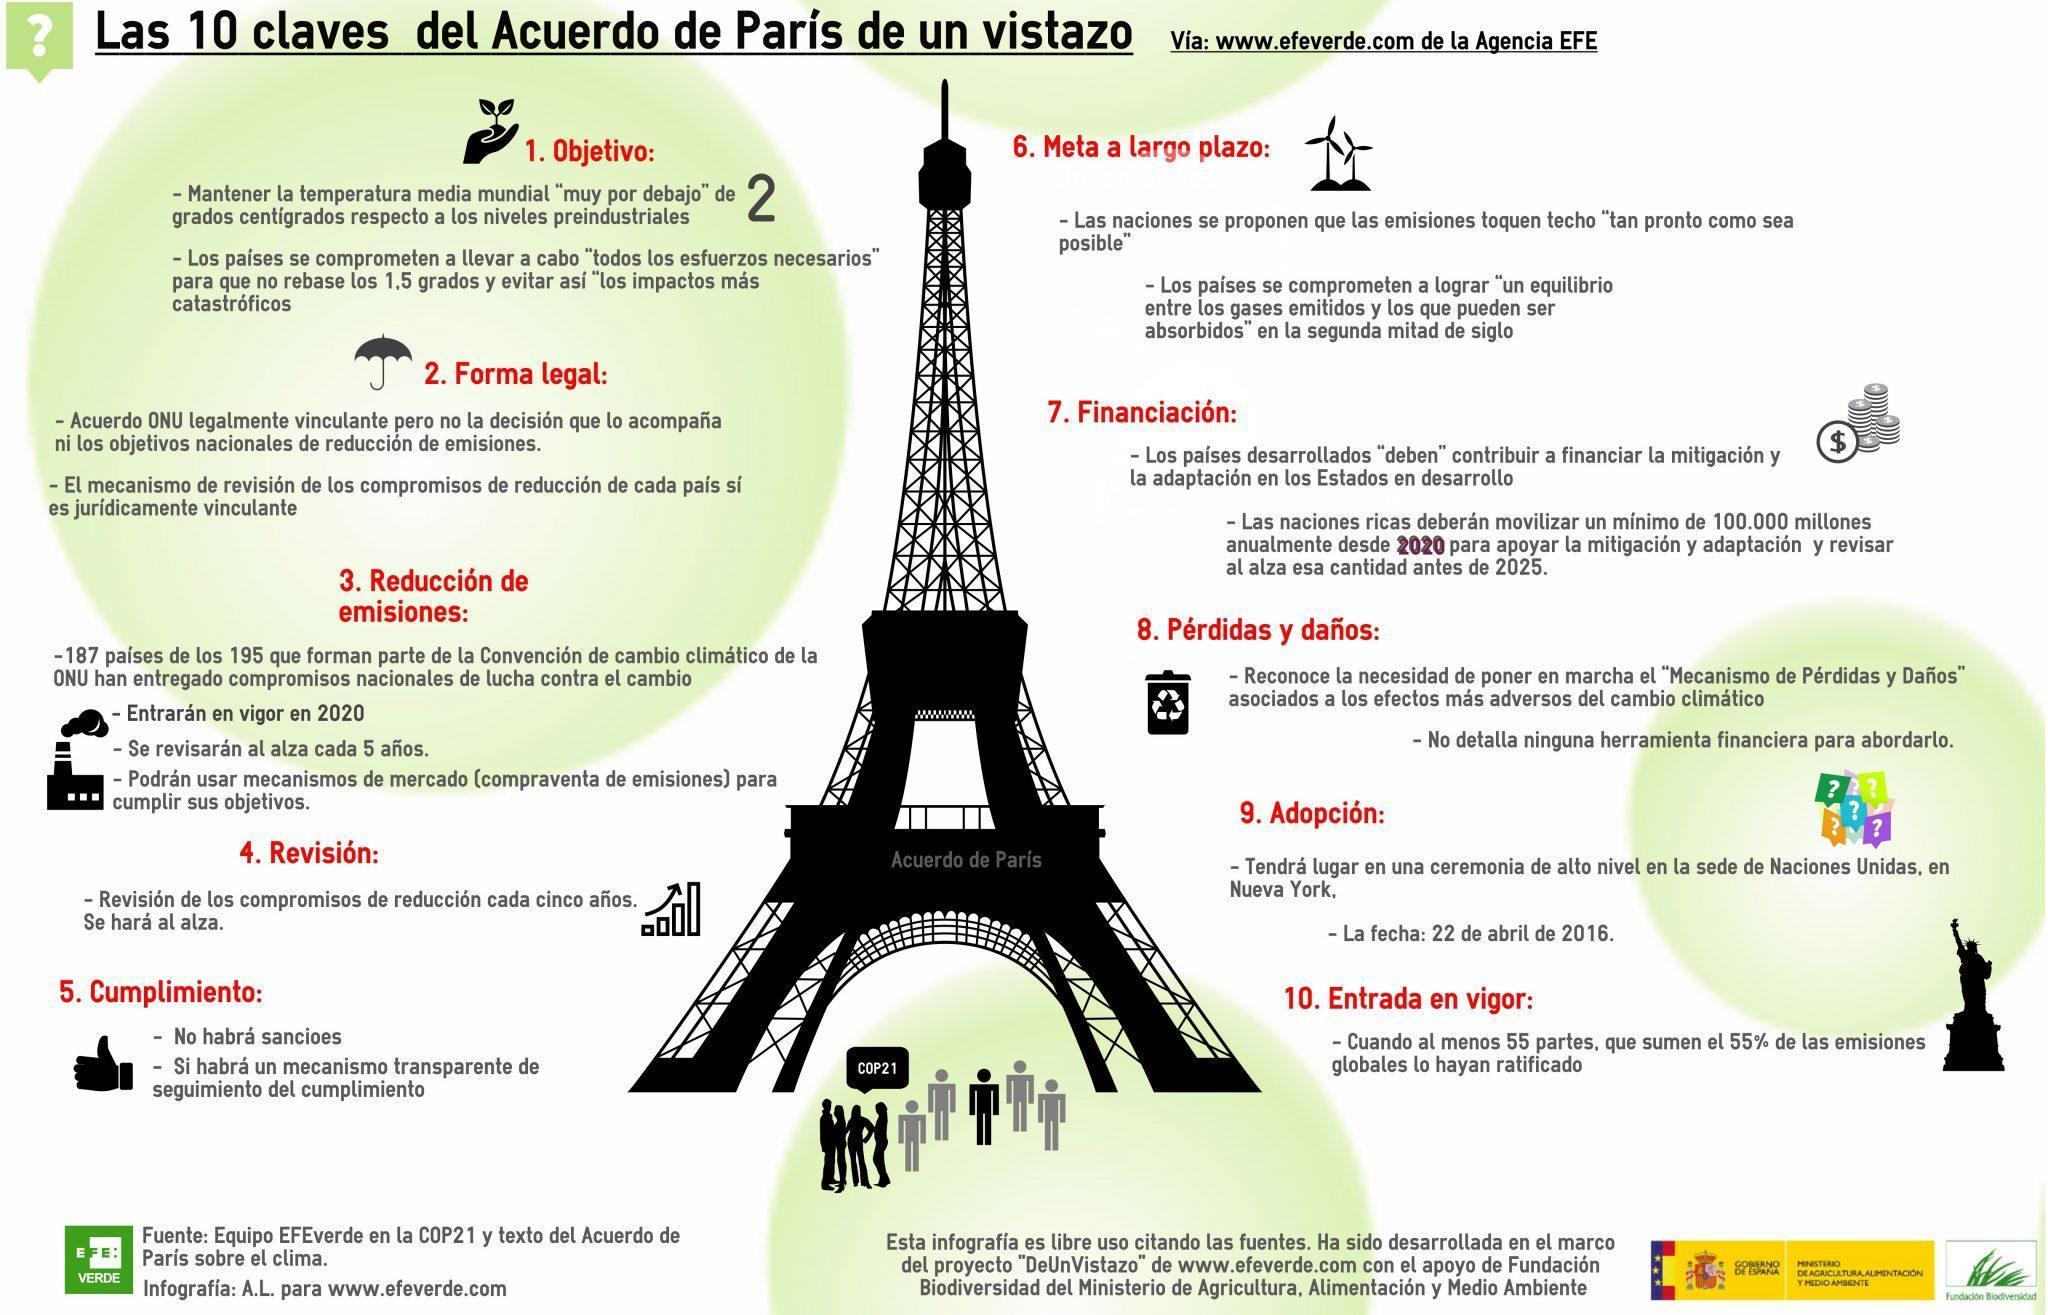 ?
Las 10 claves del Acuerdo de París de un vistazo
Vía: www.efeverde.com de la Agencia EFE
1. Objetivo:
- Mantener la temperatura media mundial “muy por debajo” de 2
grados centígrados respecto a los niveles preindustriales
- Los países se comprometen a llevar a cabo “todos los esfuerzos necesarios”
para que no rebase los 1,5 grados y evitar así “los impactos más
catastróficos
2. Forma legal:
- Acuerdo ONU legalmente vinculante pero no la decisión que lo acompaña
ni los objetivos nacionales de reducción de emisiones.
- El mecanismo de revisión de los compromisos de reducción de cada país sí
es jurídicamente vinculante
3. Reducción de
emisiones:
-187 países de los 195 que forman parte de la Convención de cambio climático de la
ONU han entregado compromisos nacionales de lucha contra el cambio
- Entrarán en vigor en 2020
- Se revisarán al alza cada 5 años.
- Podrán usar mecanismos de mercado (compraventa de emisiones) para
cumplir sus objetivos.
4. Revisión:
- Revisión de los compromisos de reducción cada cinco años.
Se hará al alza.
5. Cumplimiento:
- No habrá sancioes
- Si habrá un mecanismo transparente de
seguimiento del cumplimiento
Acuerdo de París
COP21
6. Meta a largo plazo:
- Las naciones se proponen que las emisiones toquen techo “tan pronto como sea
posible”
- Los países se comprometen a lograr “un equilibrio
entre los gases emitidos y los que pueden ser
absorbidos” en la segunda mitad de siglo
7. Financiación:
$
- Los países desarrollados “deben” contribuir a financiar la mitigación y
la adaptación en los Estados en desarrollo
- Las naciones ricas deberán movilizar un mínimo de 100.000 millones
anualmente desde 2020 para apoyar la mitigación y adaptación y revisar
al alza esa cantidad antes de 2025.
8. Pérdidas y daños:
- Reconoce la necesidad de poner en marcha el “Mecanismo de Pérdidas y Daños”
asociados a los efectos más adversos del cambio climático
- No detalla ninguna herramienta financiera para abordarlo.
9. Adopción:
? ? ? ? ? ?
- Tendrá lugar en una ceremonia de alto nivel en la sede de Naciones Unidas, en
Nueva York,
- La fecha: 22 de abril de 2016.
10. Entrada en vigor:
- Cuando al menos 55 partes, que sumen el 55% de las emisiones
globales lo hayan ratificado
EFE:
VERDE
Fuente: Equipo EFEverde en la COP21 y texto del Acuerdo de
París sobre el clima.
Infografía: A.L. para www.efeverde.com
Esta infografía es libre uso citando las fuentes. Ha sido desarrollada en el marco
del proyecto "DeUnVistazo" de www.efeverde.com con el apoyo de Fundación
Biodiversidad del Ministerio de Agricultura, Alimentación y Medio Ambiente
GOBIERNO
DE ESPAÑA
MINISTERIO
DE AGRICULTURA, ALIMENTACIÓN
Y MEDIO AMBIENTE
Fundación Biodiversidad